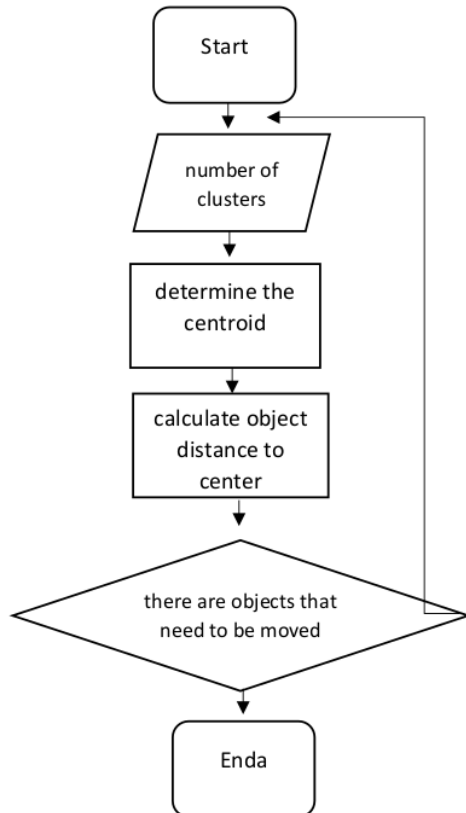 Start
number of
clusters
determine the
centroid
calculate object
distance to
center
there are objects that
need to be moved
Enda